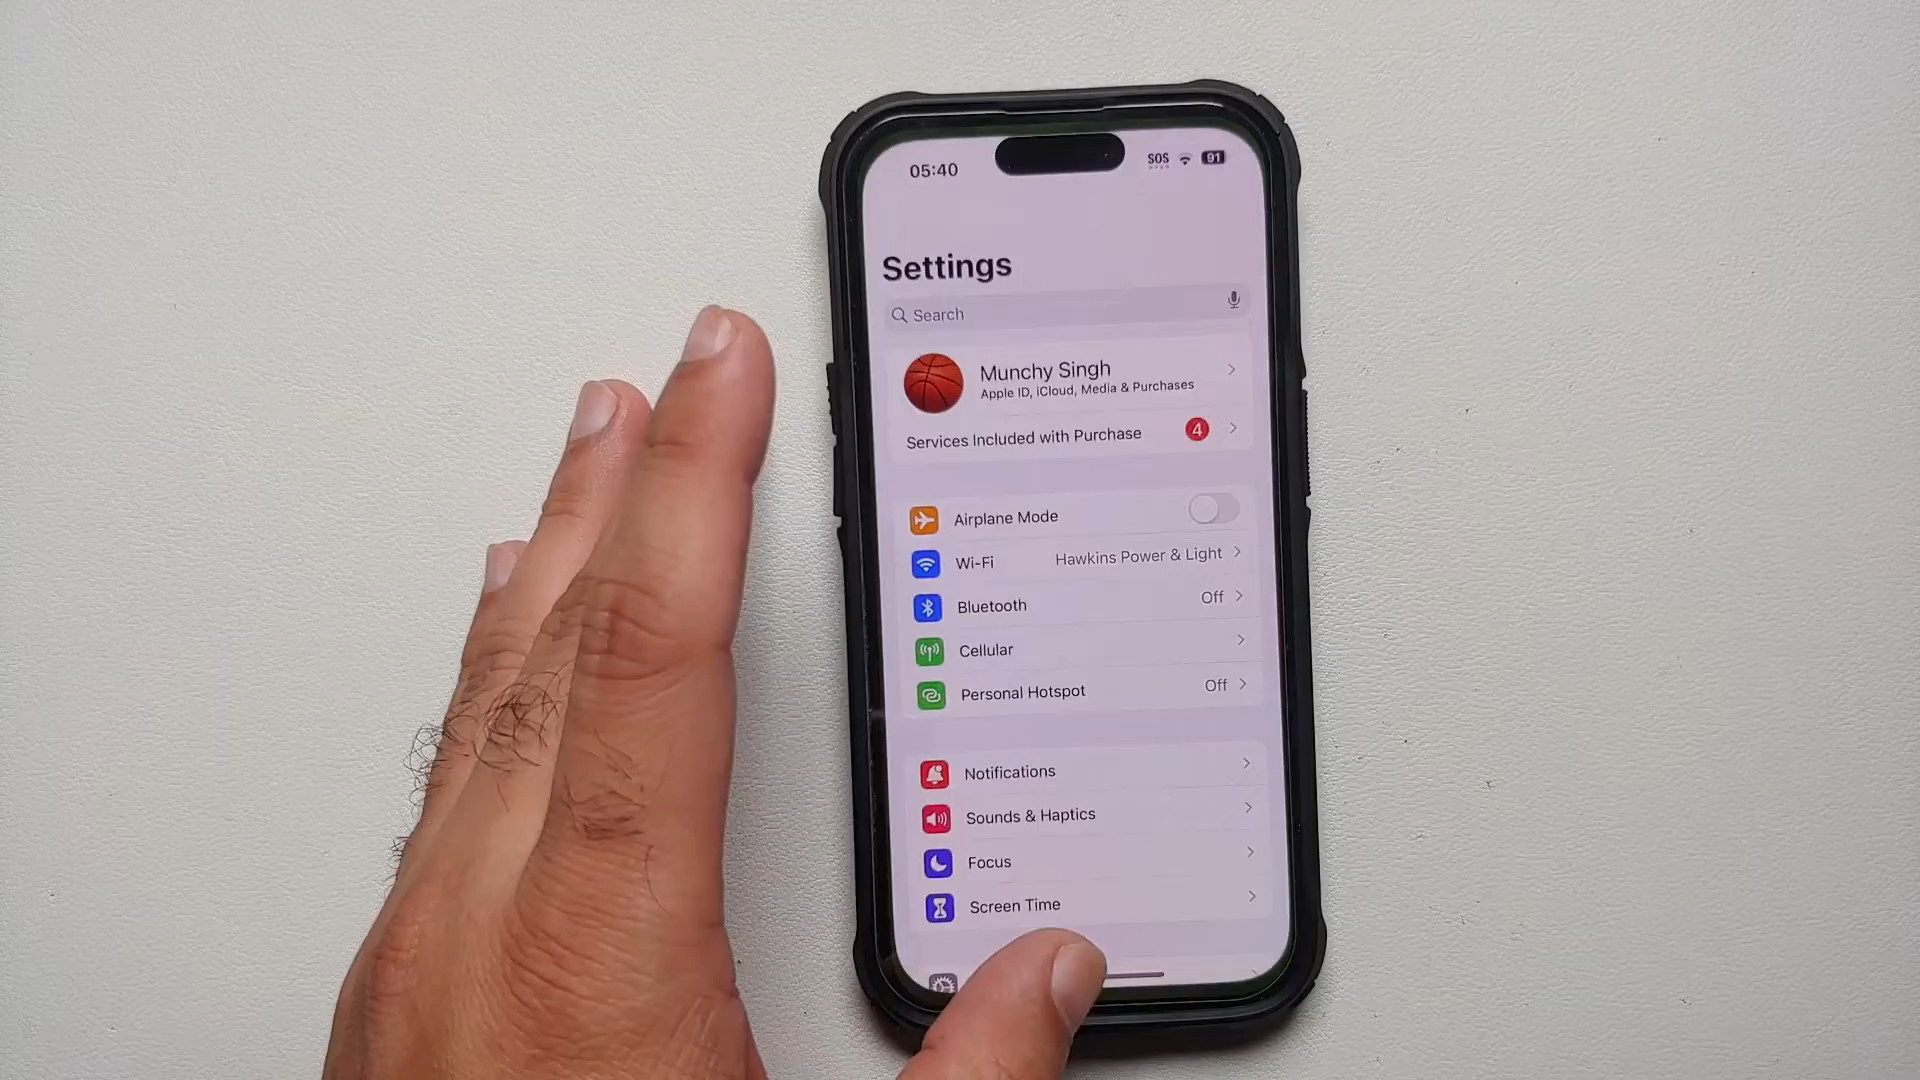 05:40
SOS
91
Settings
Search
Munchy Singh
Apple ID, iCloud, Media & Purchases
Services Included with Purchase
4
Airplane Mode
Wi-Fi
Hawkins Power & Light
Bluetooth
Off
Cellular
Personal Hotspot
Off
Notifications
Sounds & Haptics
Focus
Screen Time